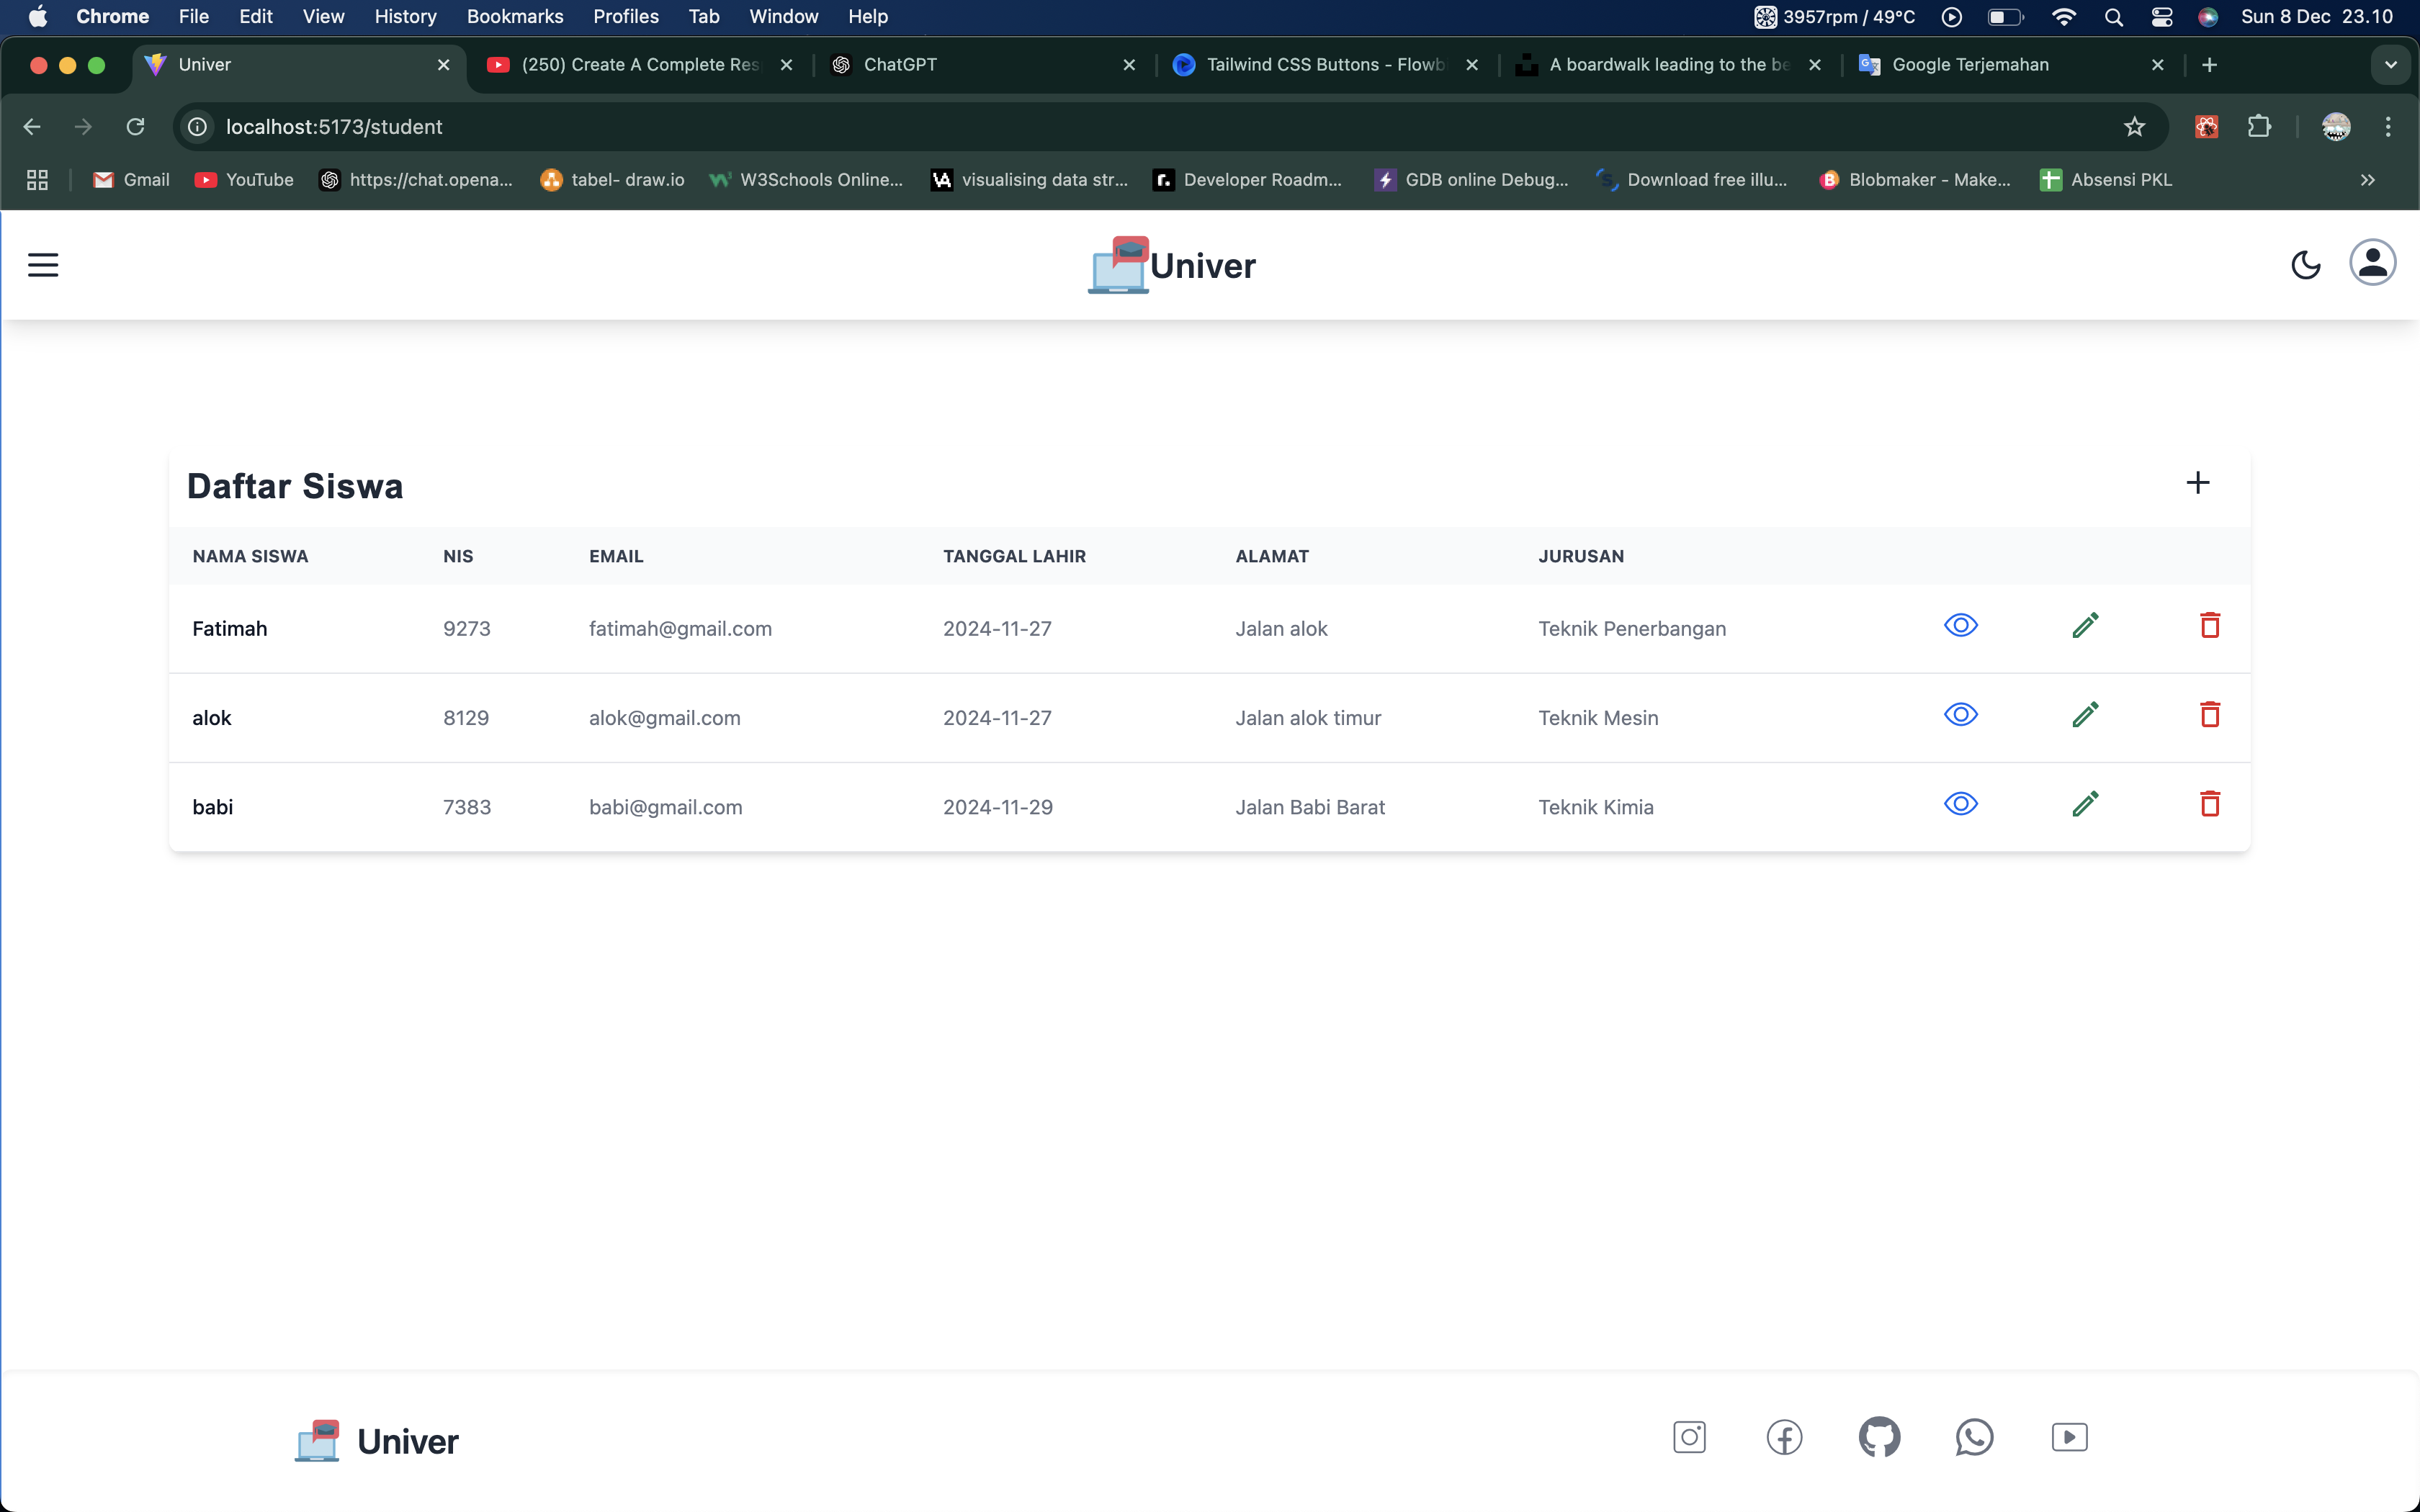 Chrome File Edit View History Bookmarks Profiles Tab Window Help 3957rpm / 49°C Sun 8 Dec 23.10
Univer (250) Create A Complete Res ChatGPT Tailwind CSS Buttons - Flowb A boardwalk leading to the be Google Terjemahan
localhost:5173/student
Gmail YouTube https://chat.opena... tabel- draw.io W3Schools Online... visualising data str... Developer Roadm... GDB online Debug... Download free illu... Blobmaker - Make... Absensi PKL
Univer
Daftar Siswa
NAMA SISWA NIS EMAIL TANGGAL LAHIR ALAMAT JURUSAN
Fatimah 9273 fatimah@gmail.com 2024-11-27 Jalan alok Teknik Penerbangan
alok 8129 alok@gmail.com 2024-11-27 Jalan alok timur Teknik Mesin
babi 7383 babi@gmail.com 2024-11-29 Jalan Babi Barat Teknik Kimia
Univer